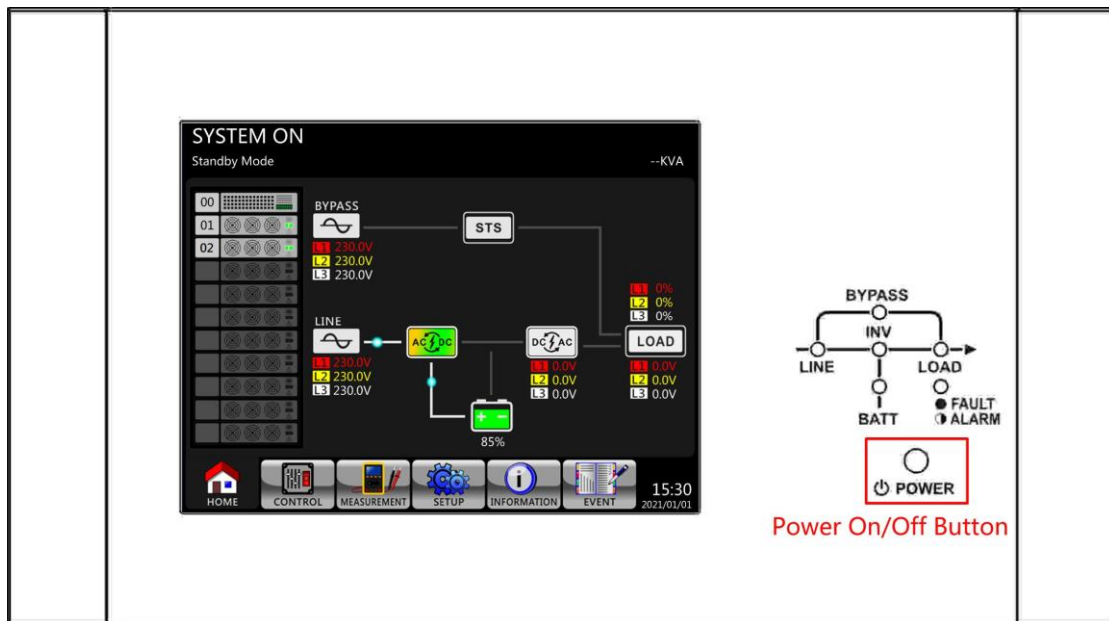 SYSTEM ON
Standby Mode
--KVA
00
01
02
BYPASS
L1 230.0V
L2 230.0V
L3 230.0V
STS
LINE
L1 230.0V
L2 230.0V
L3 230.0V
AC DC
DC AC
L1 0.0V
L2 0.0V
L3 0.0V
L1 0%
L2 0%
L3 0%
LOAD
L1 0.0V
L2 0.0V
L3 0.0V
+ −
85%
HOME
CONTROL
MEASUREMENT
SETUP
INFORMATION
EVENT
15:30
2021/01/01
BYPASS
INV
LINE
LOAD
BATT
FAULT
ALARM
POWER
Power On/Off Button